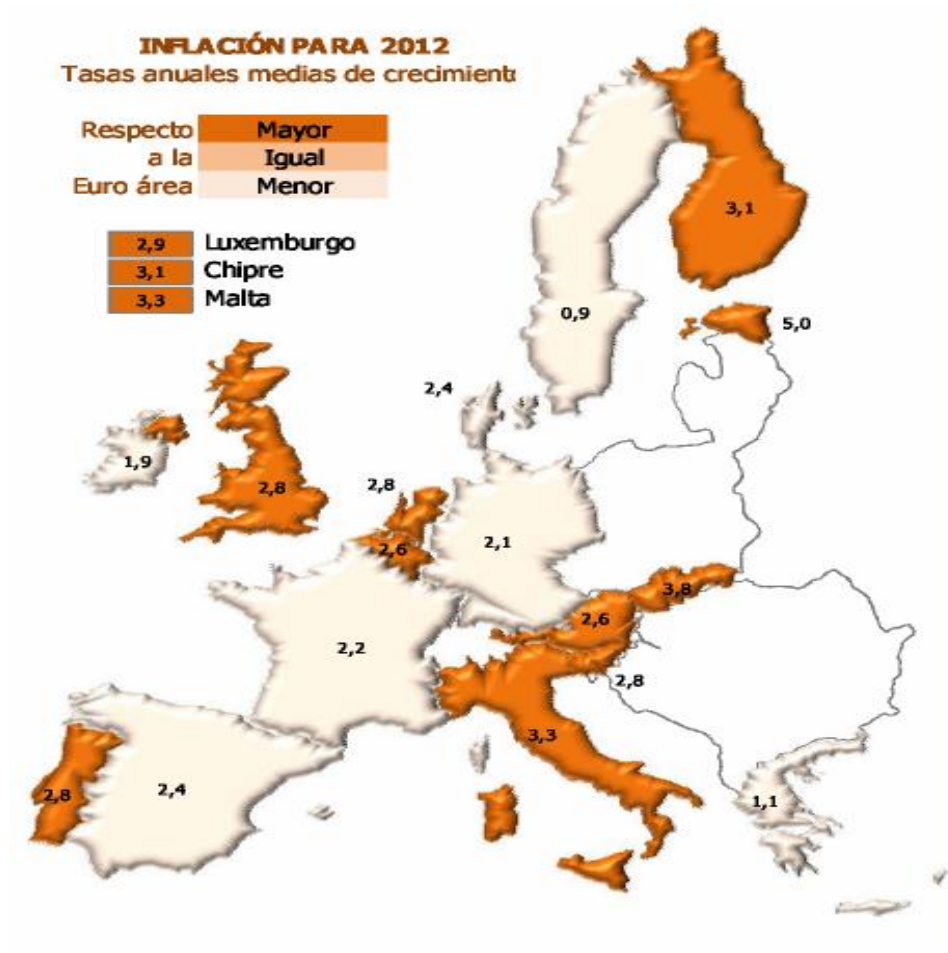 INFLACIÓN PARA 2012
Tasas anuales medias de crecimient
Respecto Mayor
a la Igual
Euro área Menor
2,9 Luxemburgo
3,1 Chipre
3,3 Malta
3,1
0,9
5,0
2,4
1,9
2,8
2,8
2,6
2,1
3,8
2,6
2,2
2,8
3,3
2,8
2,4
1,1